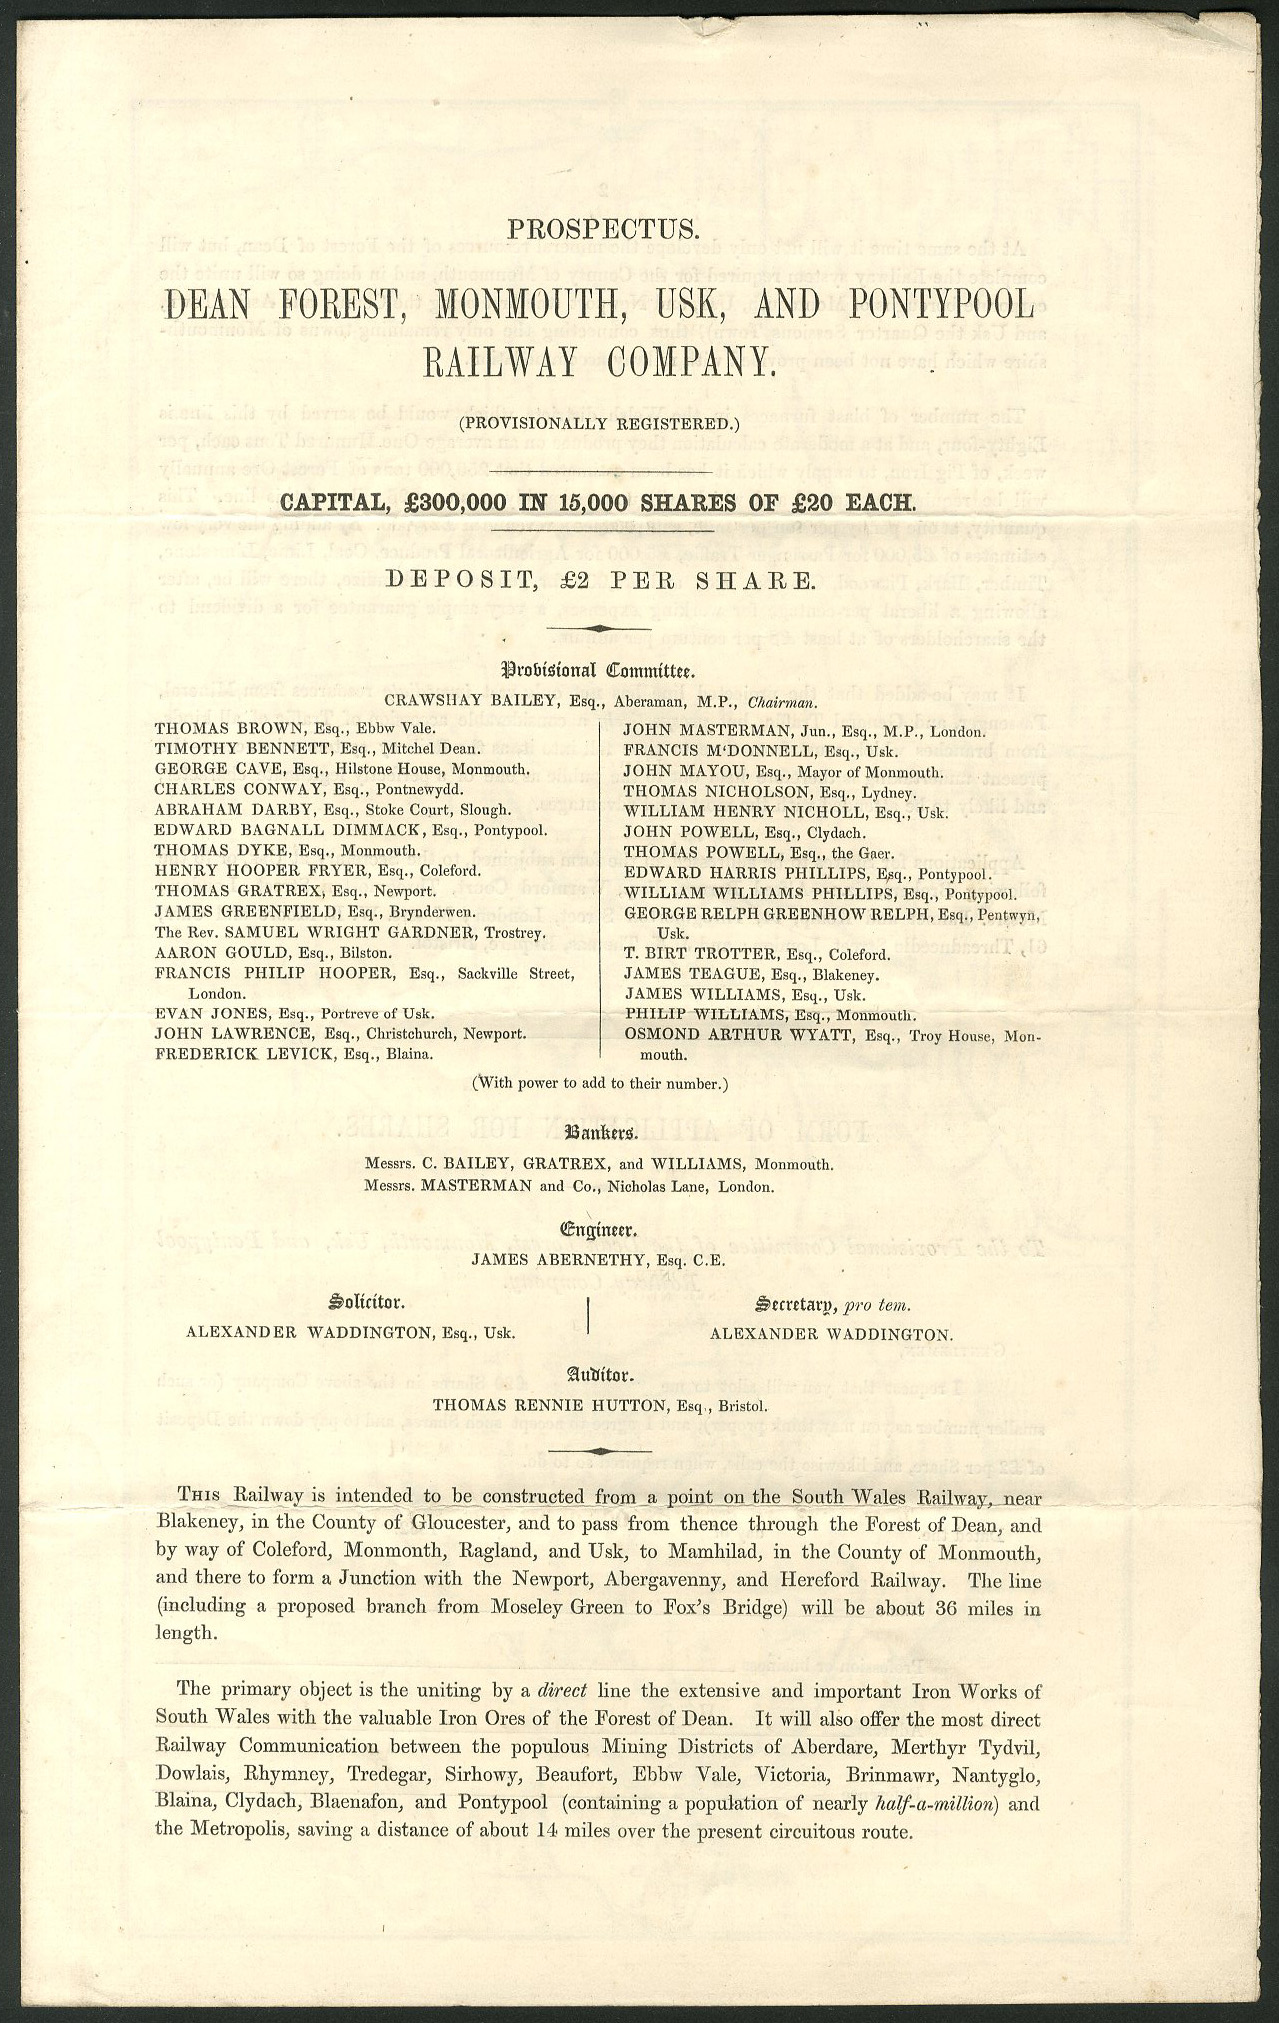 PROSPECTUS.
DEAN FOREST, MONMOUTH, USK, AND PONTYPOOL
RAILWAY COMPANY.
(PROVISIONALLY REGISTERED.)
CAPITAL, £300,000 IN 15,000 SHARES OF £20 EACH.
DEPOSIT, £2 PER SHARE.
Provisional Committee.
CRAWSHAY BAILEY, Esq., Aberaman, M.P., Chairman.
THOMAS BROWN, Esq., Ebbw Vale.
TIMOTHY BENNETT, Esq., Mitchel Dean.
GEORGE CAVE, Esq., Hilstone House, Monmouth.
CHARLES CONWAY, Esq., Pontnewydd.
ABRAHAM DARBY, Esq., Stoke Court, Slough.
EDWARD BAGNALL DIMMACK, Esq., Pontypool.
THOMAS DYKE, Esq., Monmouth.
HENRY HOOPER FRYER, Esq., Coleford.
THOMAS GRATREX, Esq., Newport.
JAMES GREENFIELD, Esq., Brynderwen.
The Rev. SAMUEL WRIGHT GARDNER, Trostrey.
AARON GOULD, Esq., Bilston.
FRANCIS PHILIP HOOPER, Esq., Sackville Street,
London.
EVAN JONES, Esq., Portreve of Usk.
JOHN LAWRENCE, Esq., Christchurch, Newport.
FREDERICK LEVICK, Esq., Blaina.
JOHN MASTERMAN, Jun., Esq., M.P., London.
FRANCIS M'DONNELL, Esq., Usk.
JOHN MAYOU, Esq., Mayor of Monmouth.
THOMAS NICHOLSON, Esq., Lydney.
WILLIAM HENRY NICHOLL, Esq., Usk.
JOHN POWELL, Esq., Clydach.
THOMAS POWELL, Esq., the Gaer.
EDWARD HARRIS PHILLIPS, Esq., Pontypool.
WILLIAM WILLIAMS PHILLIPS, Esq., Pontypool.
GEORGE RELPH GREENHOW RELPH, Esq., Pentwyn,
Usk.
T. BIRT TROTTER, Esq., Coleford.
JAMES TEAGUE, Esq., Blakeney.
JAMES WILLIAMS, Esq., Usk.
PHILIP WILLIAMS, Esq., Monmouth.
OSMOND ARTHUR WYATT, Esq., Troy House, Mon-
mouth.
(With power to add to their number.)
Bankers.
Messrs. C. BAILEY, GRATREX, and WILLIAMS, Monmouth.
Messrs. MASTERMAN and Co., Nicholas Lane, London.
Engineer.
JAMES ABERNETHY, Esq. C.E.
Solicitor.
ALEXANDER WADDINGTON, Esq., Usk.
Secretary, pro tem.
ALEXANDER WADDINGTON.
Auditor.
THOMAS RENNIE HUTTON, Esq., Bristol.
THIS Railway is intended to be constructed from a point on the South Wales Railway, near
Blakeney, in the County of Gloucester, and to pass from thence through the Forest of Dean, and
by way of Coleford, Monmonth, Ragland, and Usk, to Mamhilad, in the County of Monmouth,
and there to form a Junction with the Newport, Abergavenny, and Hereford Railway. The line
(including a proposed branch from Moseley Green to Fox's Bridge) will be about 36 miles in
length.
The primary object is the uniting by a direct line the extensive and important Iron Works of
South Wales with the valuable Iron Ores of the Forest of Dean. It will also offer the most direct
Railway Communication between the populous Mining Districts of Aberdare, Merthyr Tydvil,
Dowlais, Rhymney, Tredegar, Sirhowy, Beaufort, Ebbw Vale, Victoria, Brinmawr, Nantyglo,
Blaina, Clydach, Blaenafon, and Pontypool (containing a population of nearly half-a-million) and
the Metropolis, saving a distance of about 14 miles over the present circuitous route.